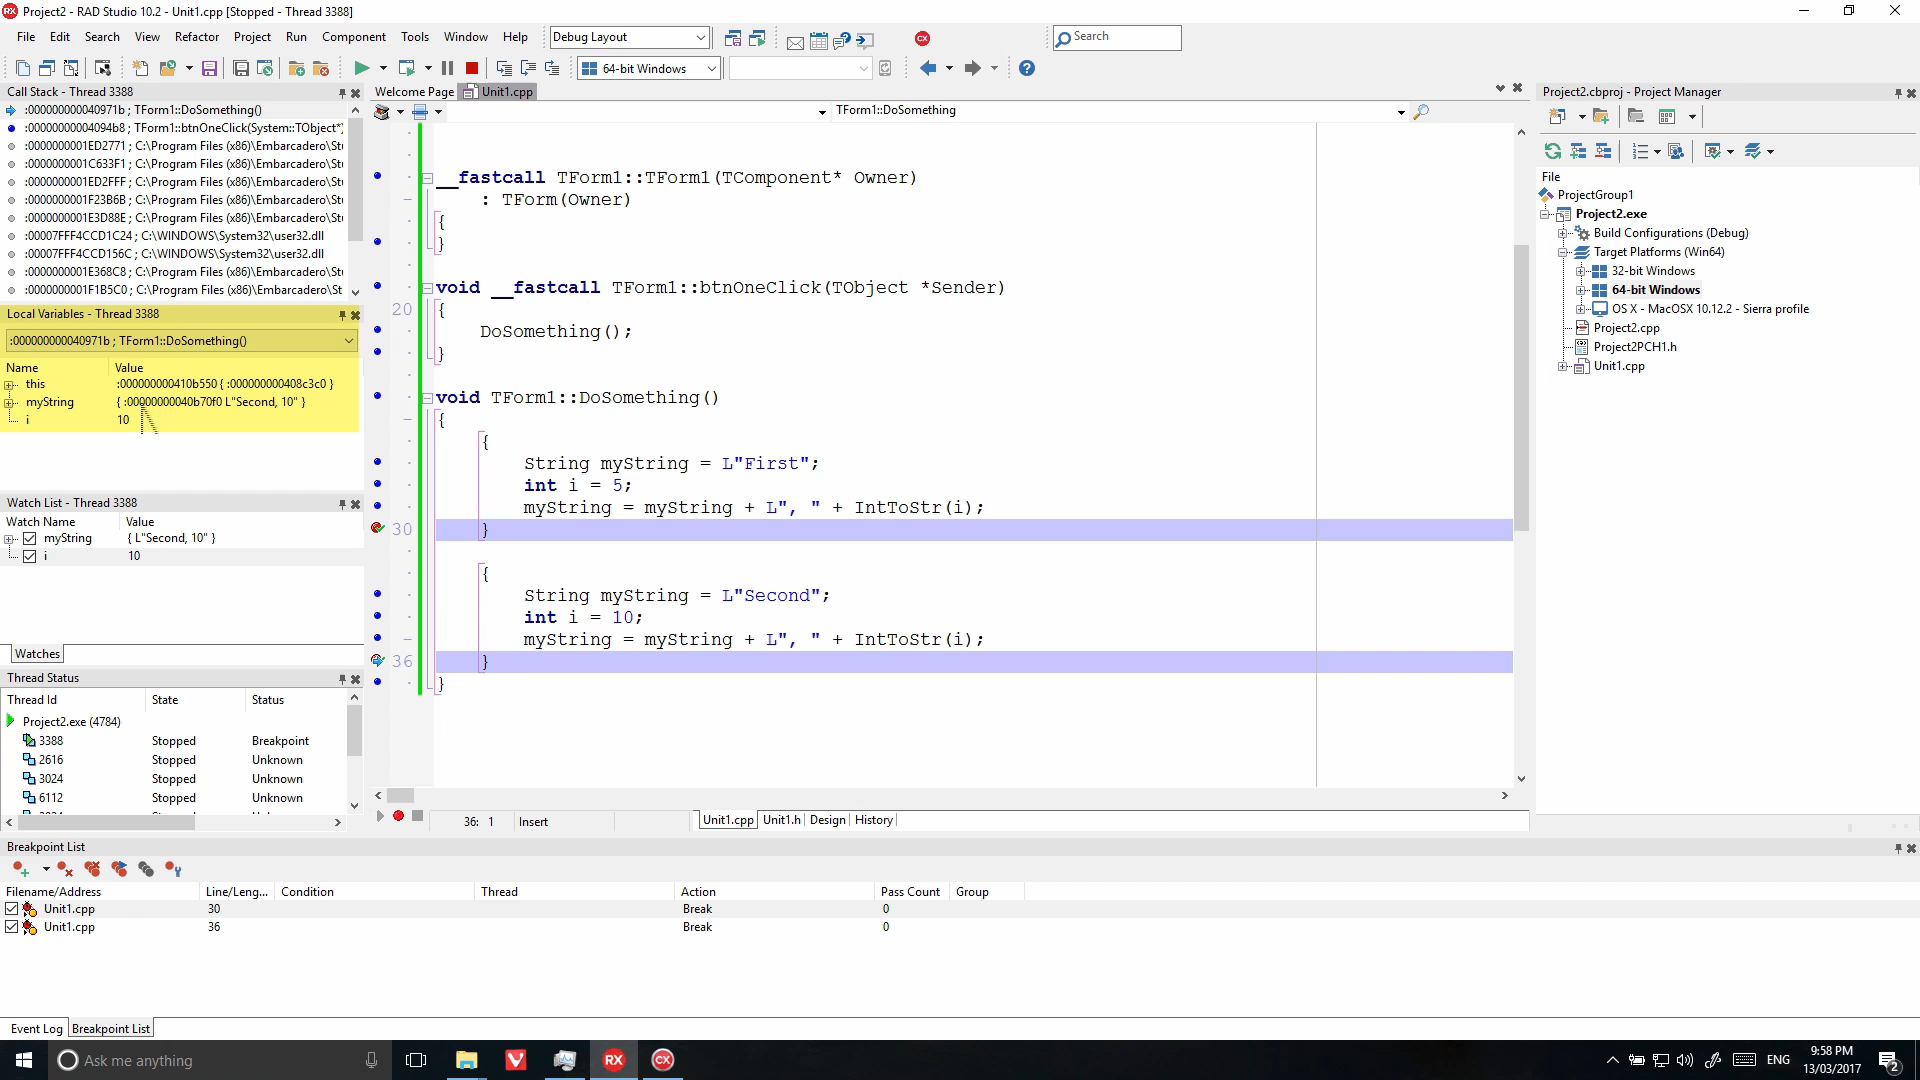 Project2 - RAD Studio 10.2 - Unit1.cpp [Stopped - Thread 3388]
File Edit Search View Refactor Project Run Component Tools Window Help
Debug Layout
Search
64-bit Windows
Call Stack - Thread 3388
:000000000040971b ; TForm1::DoSomething()
:00000000004094b8 ; TForm1::btnOneClick(System::TObject*)
:0000000001ED2771 ; C:\Program Files (x86)\Embarcadero\Stu
:0000000001C633F1 ; C:\Program Files (x86)\Embarcadero\Stu
:0000000001ED2FFF ; C:\Program Files (x86)\Embarcadero\Stu
:0000000001F23B6B ; C:\Program Files (x86)\Embarcadero\Stu
:0000000001E3D88E ; C:\Program Files (x86)\Embarcadero\Stu
:00007FFF4CCD1C24 ; C:\WINDOWS\System32\user32.dll
:00007FFF4CCD156C ; C:\WINDOWS\System32\user32.dll
:0000000001E368C8 ; C:\Program Files (x86)\Embarcadero\Stu
:0000000001F1B5C0 ; C:\Program Files (x86)\Embarcadero\St
Local Variables - Thread 3388
:000000000040971b ; TForm1::DoSomething()
Name Value
this :000000000410b550 { :000000000408c3c0 }
myString { :00000000040b70f0 L"Second, 10" }
i 10
Watch List - Thread 3388
Watch Name Value
myString { L"Second, 10" }
i 10
Watches
Thread Status
Thread Id State Status
Project2.exe (4784)
3388 Stopped Breakpoint
2616 Stopped Unknown
3024 Stopped Unknown
6112 Stopped Unknown
Welcome Page Unit1.cpp
TForm1::DoSomething
__fastcall TForm1::TForm1(TComponent* Owner)
: TForm(Owner)
{
}
void __fastcall TForm1::btnOneClick(TObject *Sender)
20 {
DoSomething();
}
void TForm1::DoSomething()
{
{
String myString = L"First";
int i = 5;
myString = myString + L", " + IntToStr(i);
30 }
{
String myString = L"Second";
int i = 10;
myString = myString + L", " + IntToStr(i);
36 }
}
36: 1 Insert
Unit1.cpp Unit1.h Design History
Project2.cbproj - Project Manager
File
ProjectGroup1
Project2.exe
Build Configurations (Debug)
Target Platforms (Win64)
32-bit Windows
64-bit Windows
OS X - MacOSX 10.12.2 - Sierra profile
Project2.cpp
Project2PCH1.h
Unit1.cpp
Breakpoint List
Filename/Address Line/Leng... Condition Thread Action Pass Count Group
Unit1.cpp 30 Break 0
Unit1.cpp 36 Break 0
Event Log Breakpoint List
Ask me anything
RX
CX
ENG
9:58 PM
13/03/2017
2